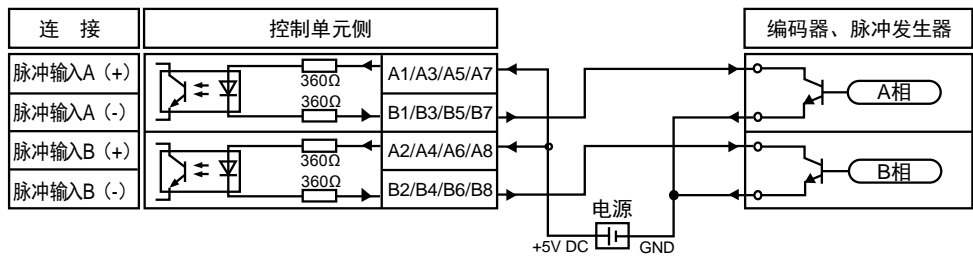 连 接
控制单元侧
编码器、脉冲发生器
脉冲输入A（+）
360Ω
A1/A3/A5/A7
脉冲输入A（-）
360Ω
B1/B3/B5/B7
A相
脉冲输入B（+）
360Ω
A2/A4/A6/A8
脉冲输入B（-）
360Ω
B2/B4/B6/B8
B相
电源
+5V DC
GND